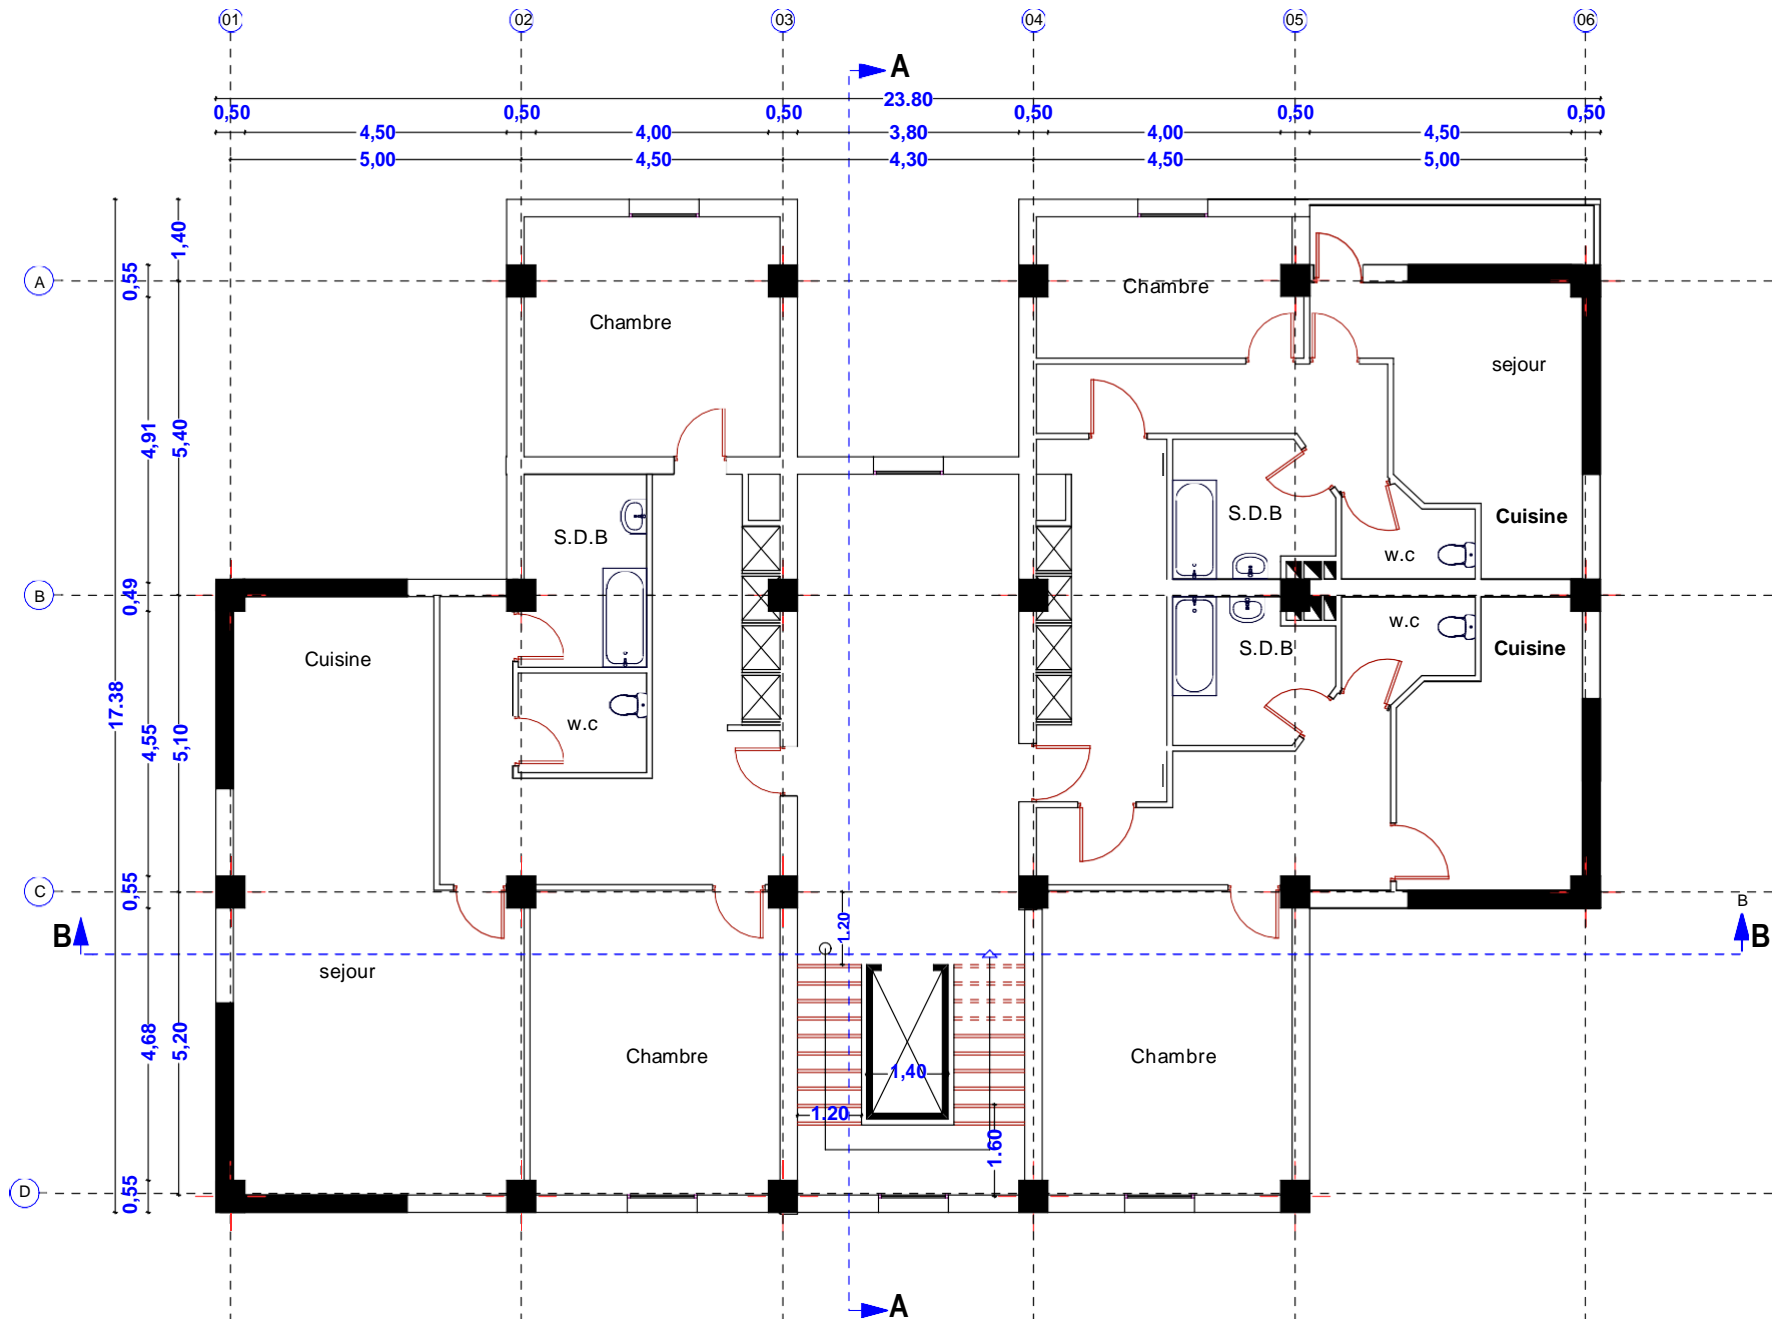 01 02 03 04 05 06
A
23.80
0,50 0,50 0,50 0,50 0,50 0,50
4,50 4,00 3,80 4,00 4,50
5,00 4,50 4,30 4,50 5,00
1,40
0,55
A
Chambre
Chambre
sejour
4,91
5,40
S.D.B
S.D.B
Cuisine
w.c
0,49
B
w.c
S.D.B
Cuisine
Cuisine
17.38
4,55
5,10
w.c
0,55
C
1.20
B
B
B
sejour
4,68
5,20
Chambre
Chambre
1,40
1.20
1.60
0,55
D
A